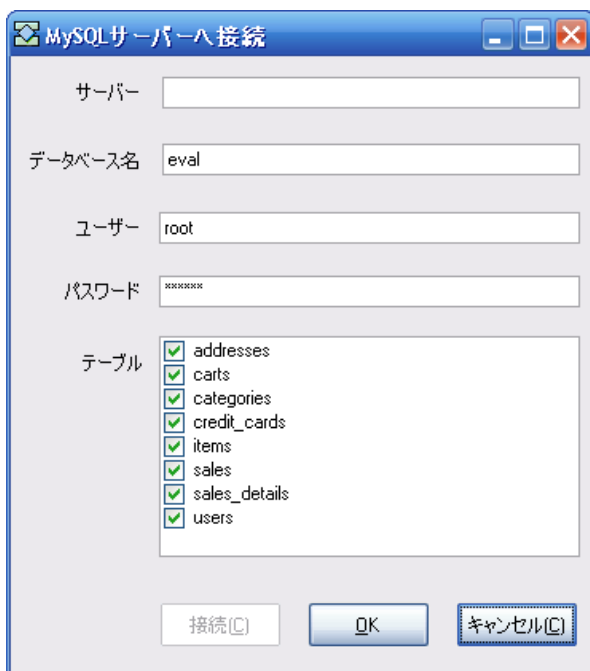 MySQLサーバーへ接続
サーバー
データベース名 eval
ユーザー root
パスワード ******
テーブル
addresses
carts
categories
credit_cards
items
sales
sales_details
users
接続(C) OK キャンセル(C)